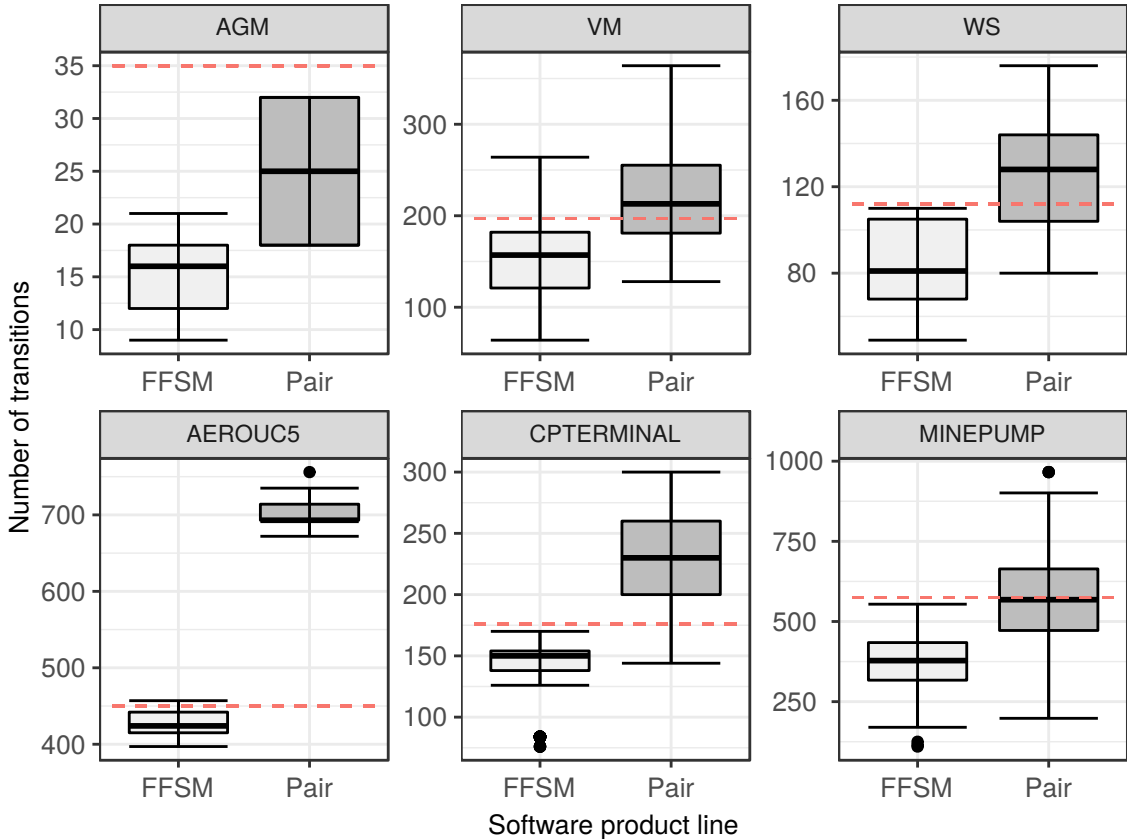 AGM
VM
WS
35
30
25
20
15
10
300
200
100
160
120
80
FFSM
Pair
FFSM
Pair
FFSM
Pair
Number of transitions
AEROUC5
CPTERMINAL
MINEPUMP
700
600
500
400
300
250
200
150
100
1000
750
500
250
FFSM
Pair
FFSM
Pair
FFSM
Pair
Software product line